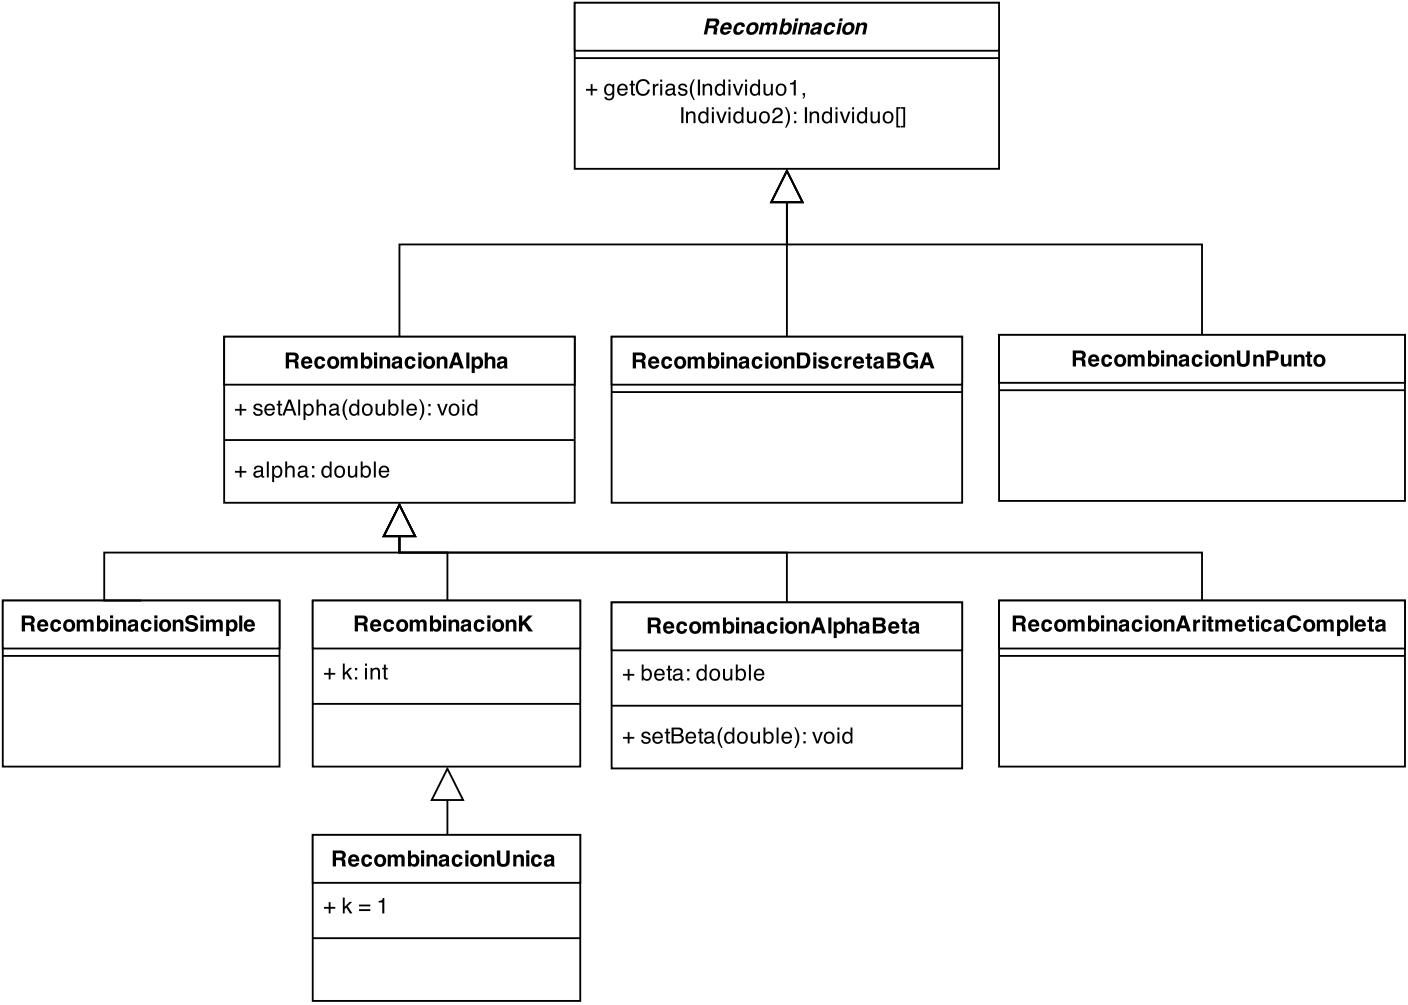 Recombinacion
+ getCrias(Individuo1,
Individuo2): Individuo[]
RecombinacionAlpha
+ setAlpha(double): void
+ alpha: double
RecombinacionDiscretaBGA
RecombinacionUnPunto
RecombinacionSimple
RecombinacionK
+ k: int
RecombinacionAlphaBeta
+ beta: double
+ setBeta(double): void
RecombinacionAritmeticaCompleta
RecombinacionUnica
+ k = 1